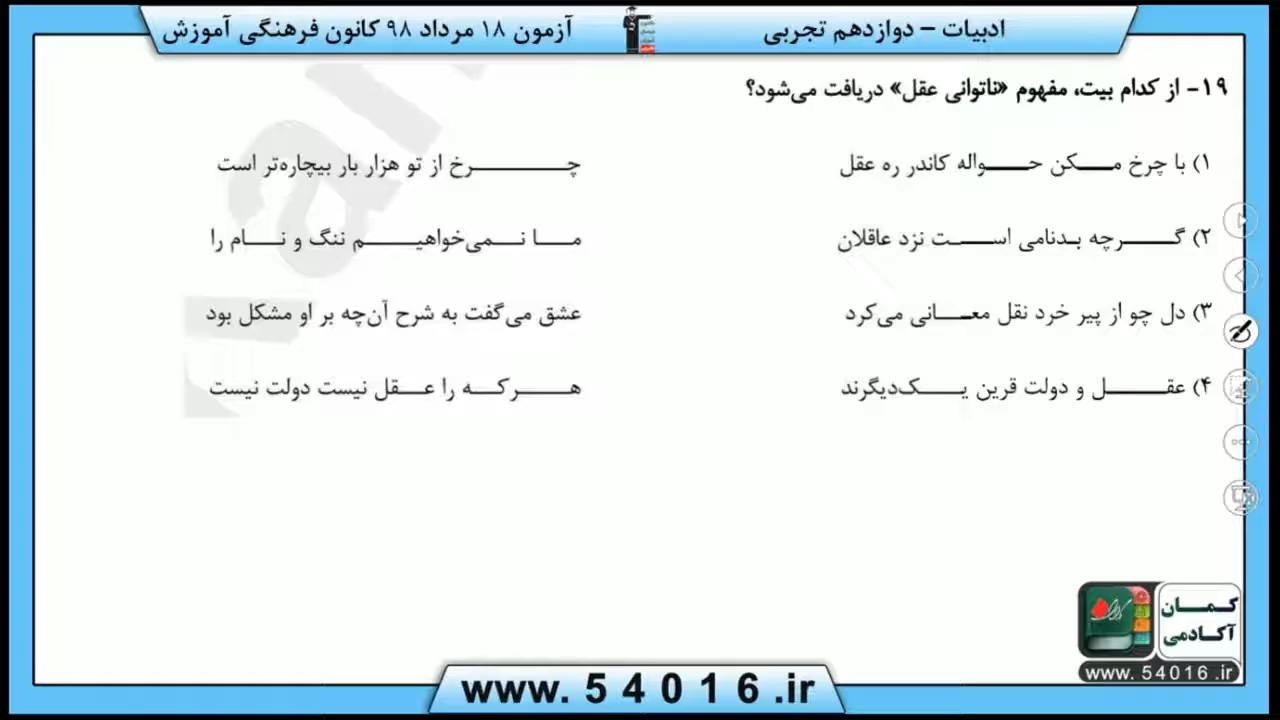 ادبیات – دوازدهم تجربی
آزمون ۱۸ مرداد ۹۸ کانون فرهنگی آموزش
۱۹- از کدام بیت، مفهوم «ناتوانی عقل» دریافت می‌شود؟
۱) با چرخ مکن حواله کاندر ره عقل چرخ از تو هزار بار بیچاره‌تر است
۲) گرچه بدنامی است نزد عاقلان ما نمی‌خواهیم ننگ و نام را
۳) دل چو از پیر خرد نقل معانی می‌کرد عشق می‌گفت به شرح آن‌چه بر او مشکل بود
۴) عقل و دولت قرین یک‌دیگرند هرکه را عقل نیست دولت نیست
کمان
آکادمی
www. 54016 .ir
www. 5 4 0 1 6 .ir